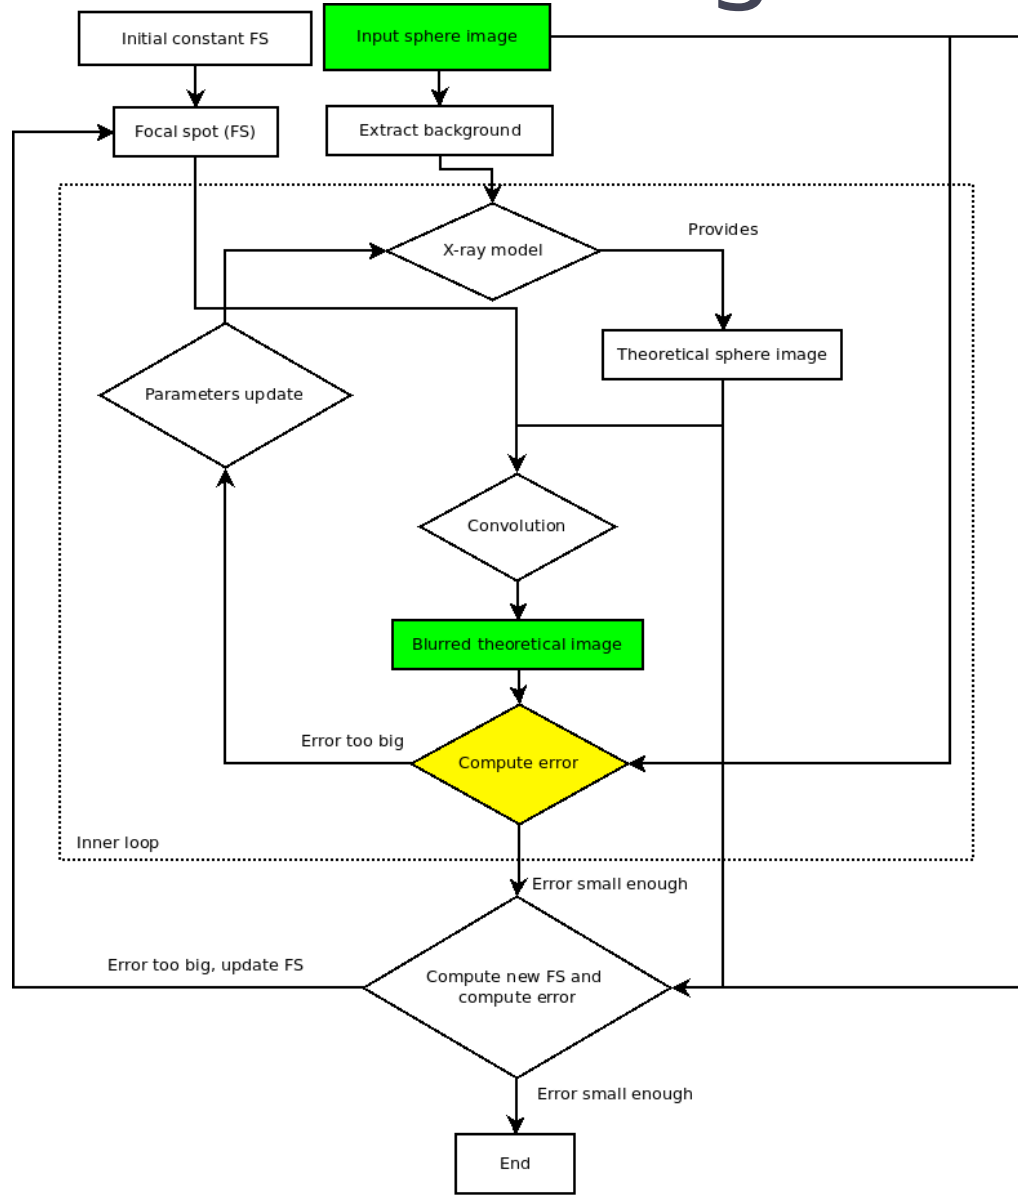 Initial constant FS
Input sphere image
Focal spot (FS)
Extract background
X-ray model
Provides
Theoretical sphere image
Parameters update
Convolution
Blurred theoretical image
Error too big
Compute error
Inner loop
Error small enough
Error too big, update FS
Compute new FS and
compute error
Error small enough
End